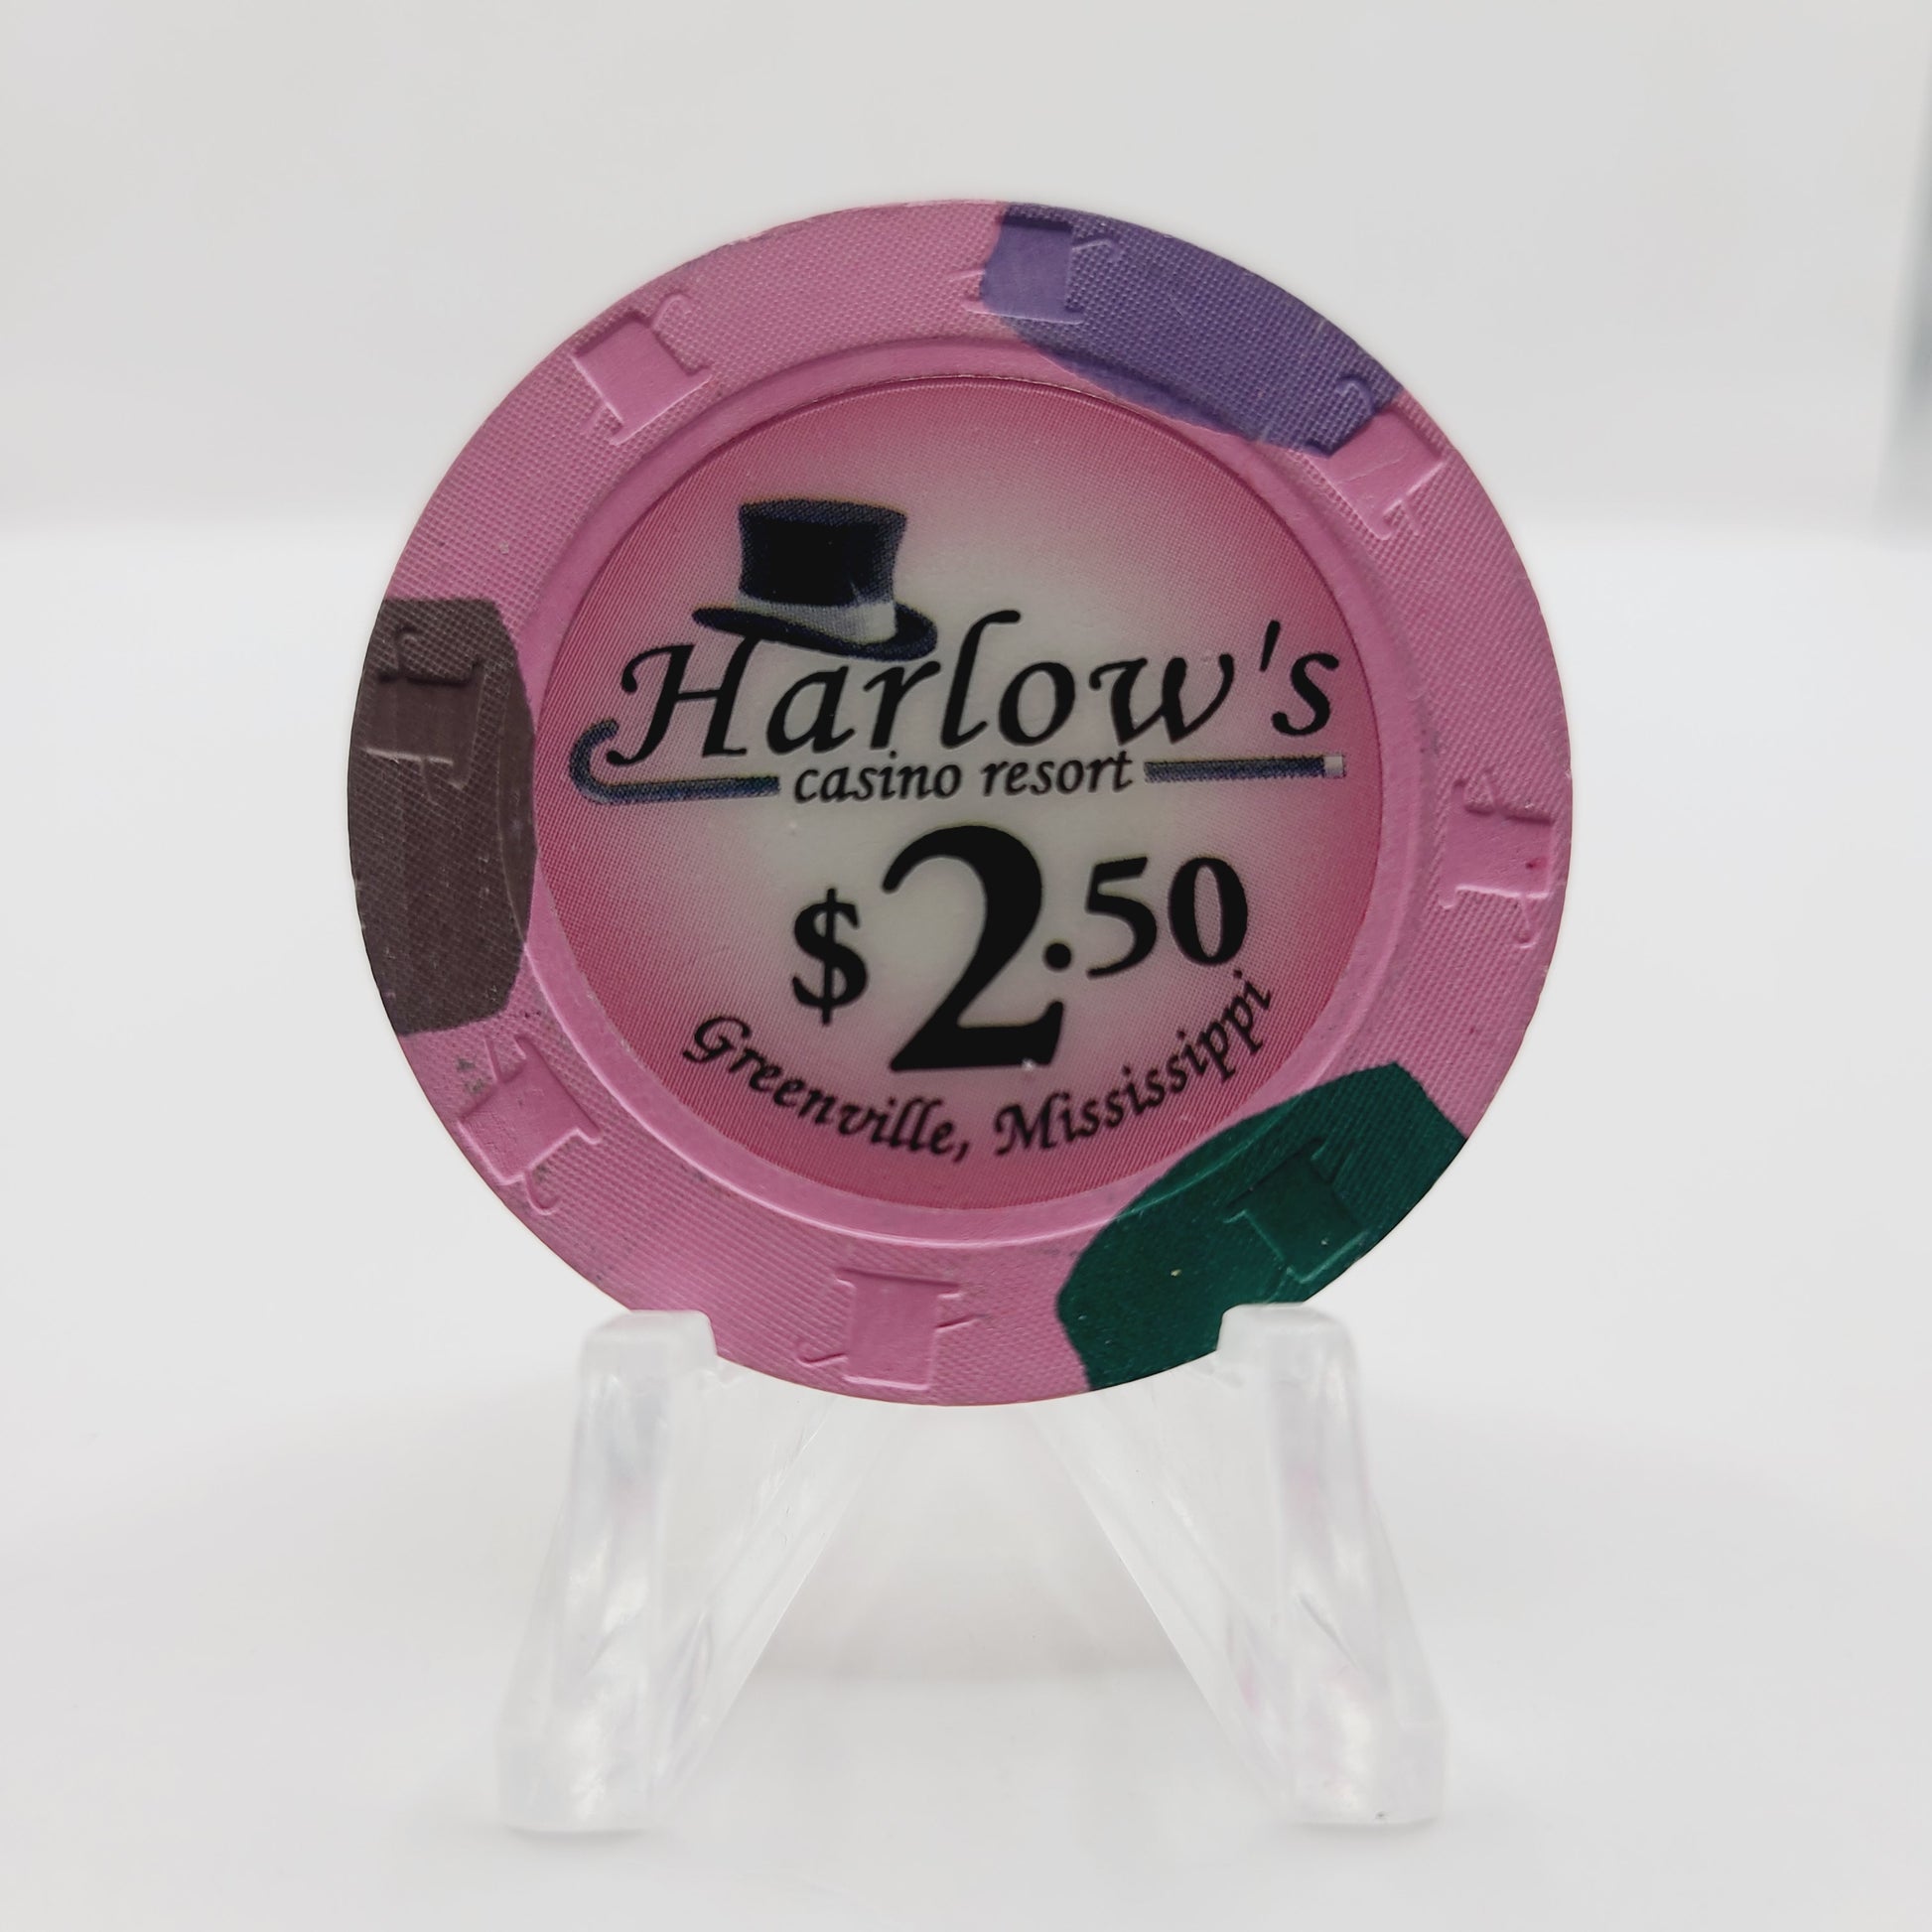 Harlow's
casino resort
$2.50
Greenville, Mississippi